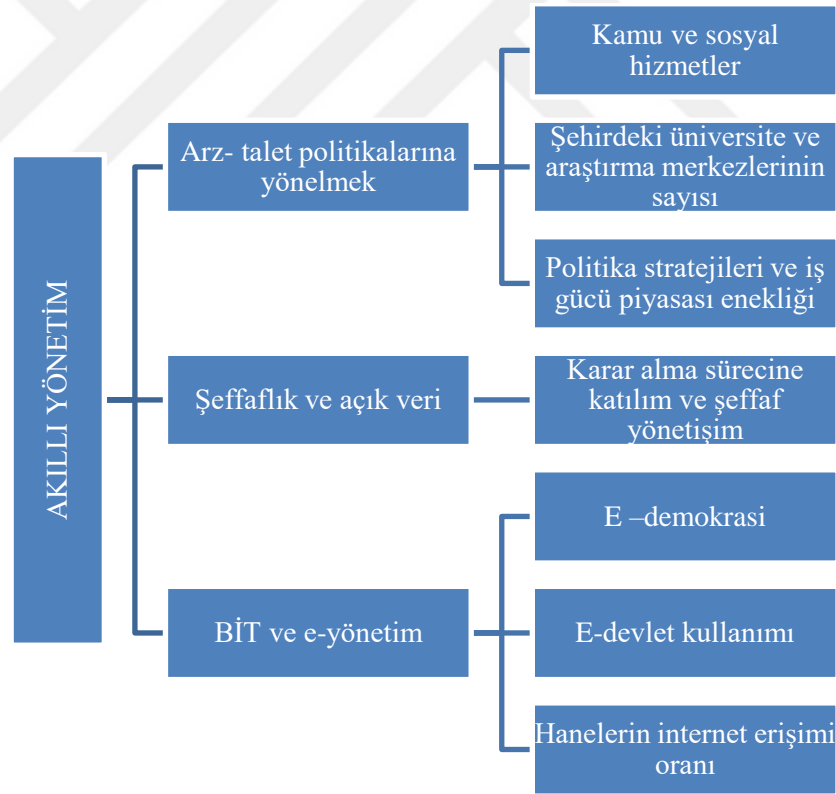 AKILLI YÖNETİM
Arz- talet politikalarına
yönelmek
Kamu ve sosyal
hizmetler
Şehirdeki üniversite ve
araştırma merkezlerinin
sayısı
Politika stratejileri ve iş
gücü piyasası enekliği
Şeffaflık ve açık veri
Karar alma sürecine
katılım ve şeffaf
yönetişim
BİT ve e-yönetim
E –demokrasi
E-devlet kullanımı
Hanelerin internet erişimi
oranı